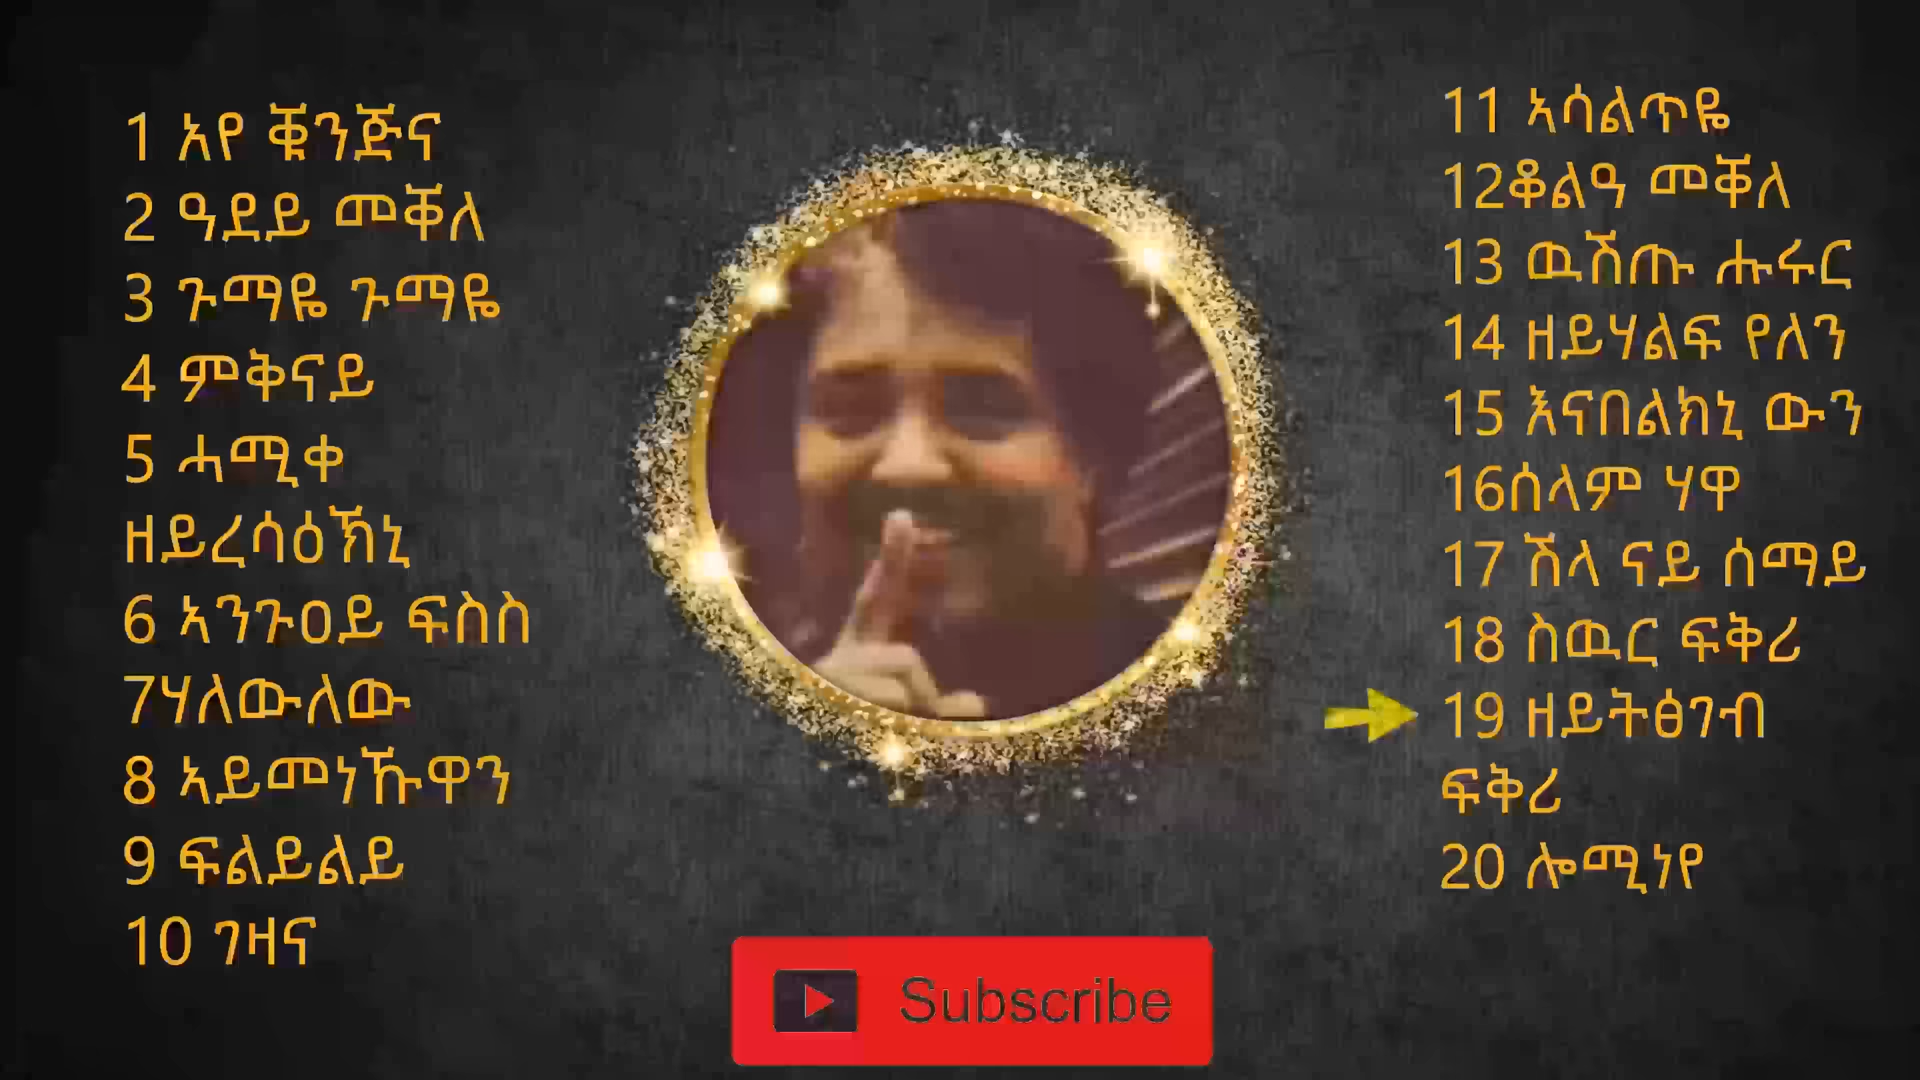 1 አየ ቑንጅና
2 ዓደይ መቐለ
3 ጉማዬ ጉማዬ
4 ምቅናይ
5 ሓሚቀ
ዘይረሳዕኽኒ
6 ኣንጉዐይ ፍስስ
7ሃለውለው
8 ኣይመነኹዋን
9 ፍልይልይ
10 ገዛና
11 ኣሳልጥዬ
12ቆልዓ መቐለ
13 ዉሽጡ ሑሩር
14 ዘይሃልፍ የለን
15 እናበልክኒ ውን
16ሰላም ሃዋ
17 ሽላ ናይ ሰማይ
18 ስዉር ፍቅሪ
19 ዘይትፅገብ
ፍቅሪ
20 ሎሚነየ
Subscribe